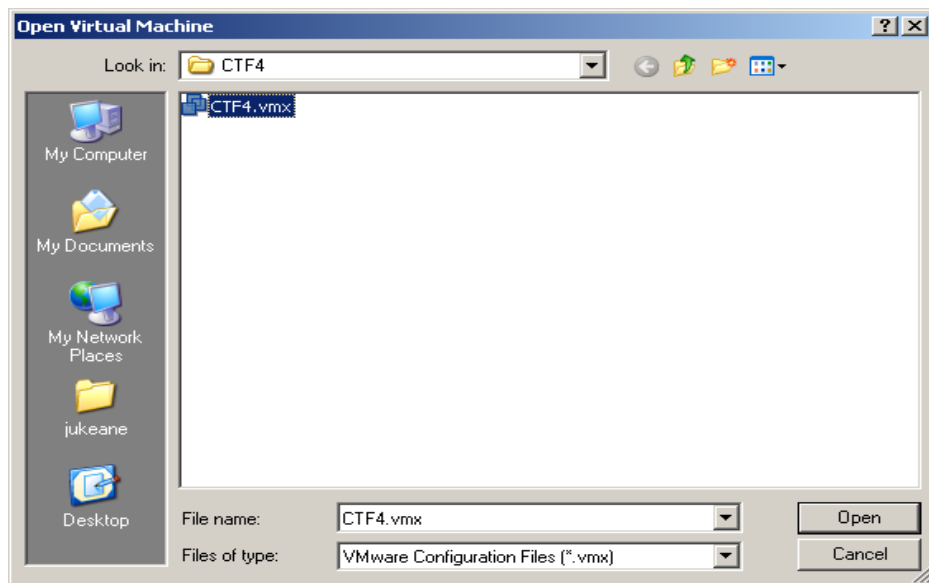 Open Virtual Machine
Look in: CTF4
CTF4.vmx
My Computer
My Documents
My Network
Places
jukeane
Desktop
File name: CTF4.vmx Open
Files of type: VMware Configuration Files (*.vmx) Cancel